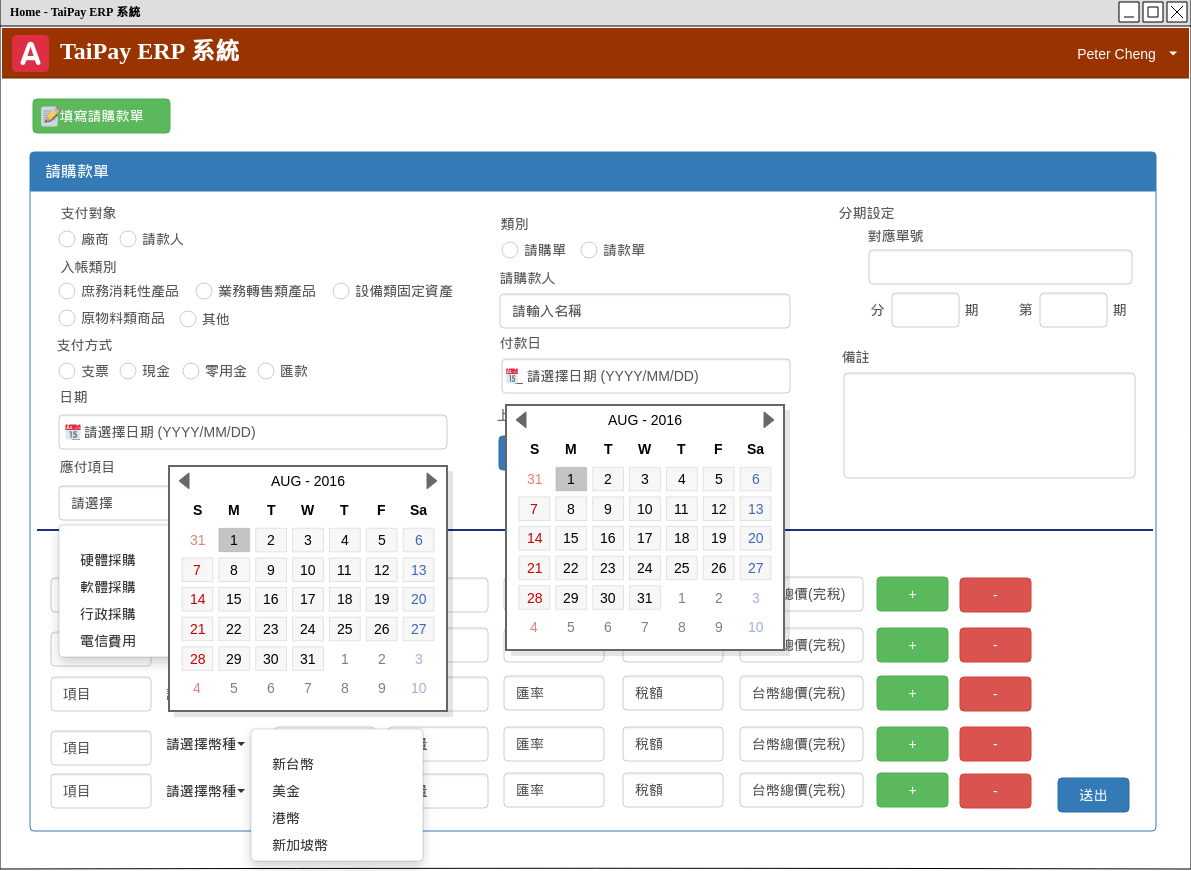 Home - TaiPay ERP 系統
A TaiPay ERP 系統
Peter Cheng
填寫請購款單
請購款單
支付對象
廠商 請款人
入帳類別
庶務消耗性產品 業務轉售類產品 設備類固定資產
原物料類商品 其他
支付方式
支票 現金 零用金 匯款
日期
請選擇日期 (YYYY/MM/DD)
應付項目
請選擇
硬體採購
軟體採購
行政採購
電信費用
AUG - 2016
S M T W T F Sa
31 1 2 3 4 5 6
7 8 9 10 11 12 13
14 15 16 17 18 19 20
21 22 23 24 25 26 27
28 29 30 31 1 2 3
4 5 6 7 8 9 10
類別
請購單 請款單
請購款人
請輸入名稱
付款日
請選擇日期 (YYYY/MM/DD)
AUG - 2016
S M T W T F Sa
31 1 2 3 4 5 6
7 8 9 10 11 12 13
14 15 16 17 18 19 20
21 22 23 24 25 26 27
28 29 30 31 1 2 3
4 5 6 7 8 9 10
分期設定
對應單號
分 期 第 期
備註
總價(完稅) + -
價(完稅) + -
項目 匯率 稅額 台幣總價(完稅) + -
項目 請選擇幣種 匯率 稅額 台幣總價(完稅) + -
項目 請選擇幣種 匯率 稅額 台幣總價(完稅) + -
新台幣
美金
港幣
新加坡幣
送出